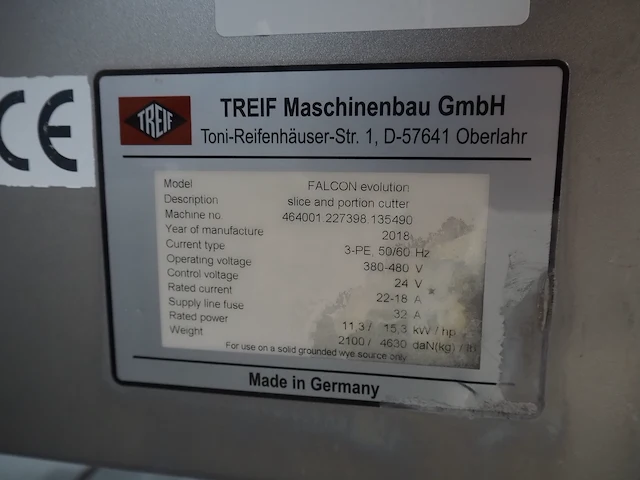 CE
TREIF
TREIF Maschinenbau GmbH
Toni-Reifenhäuser-Str. 1, D-57641 Oberlahr
Model FALCON evolution
Description slice and portion cutter
Machine no. 464001.227398.135490
Year of manufacture 2018
Current type 3-PE, 50/60 Hz
Operating voltage 380-480 V
Control voltage 24 V
Rated current 22-18 A
Supply line fuse 32 A
Rated power 11,3 / 15,3 kW / hp
Weight 2100 / 4630 daN(kg) / lb
For use on a solid grounded wye source only
Made in Germany